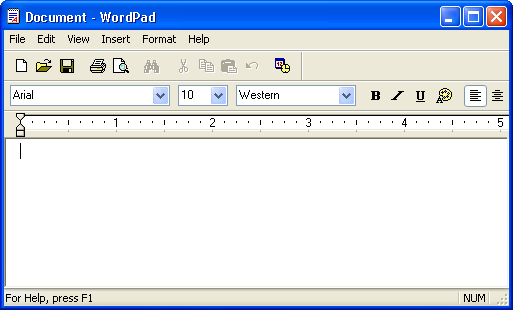 Document - WordPad
File Edit View Insert Format Help
Arial 10 Western B I U
1 2 3 4 5
For Help, press F1 NUM